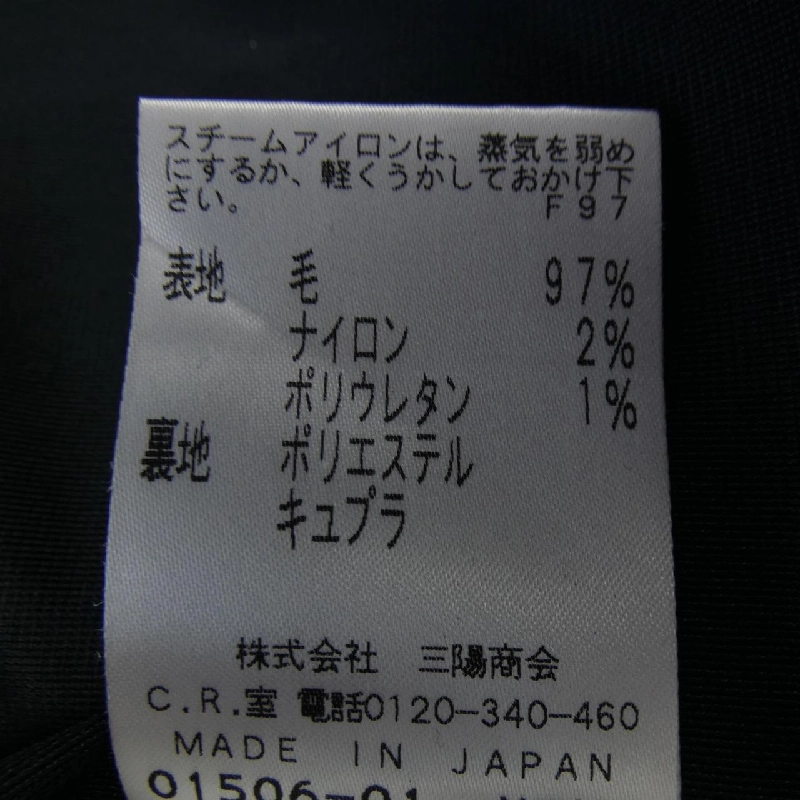 スチームアイロンは、蒸気を弱め
にするか、軽くうかしておかけ下
さい。 F97
表地 毛 97%
ナイロン 2%
ポリウレタン 1%
裏地 ポリエステル
キュプラ
株式会社 三陽商会
C.R.室 電話0120-340-460
MADE IN JAPAN
01506-01